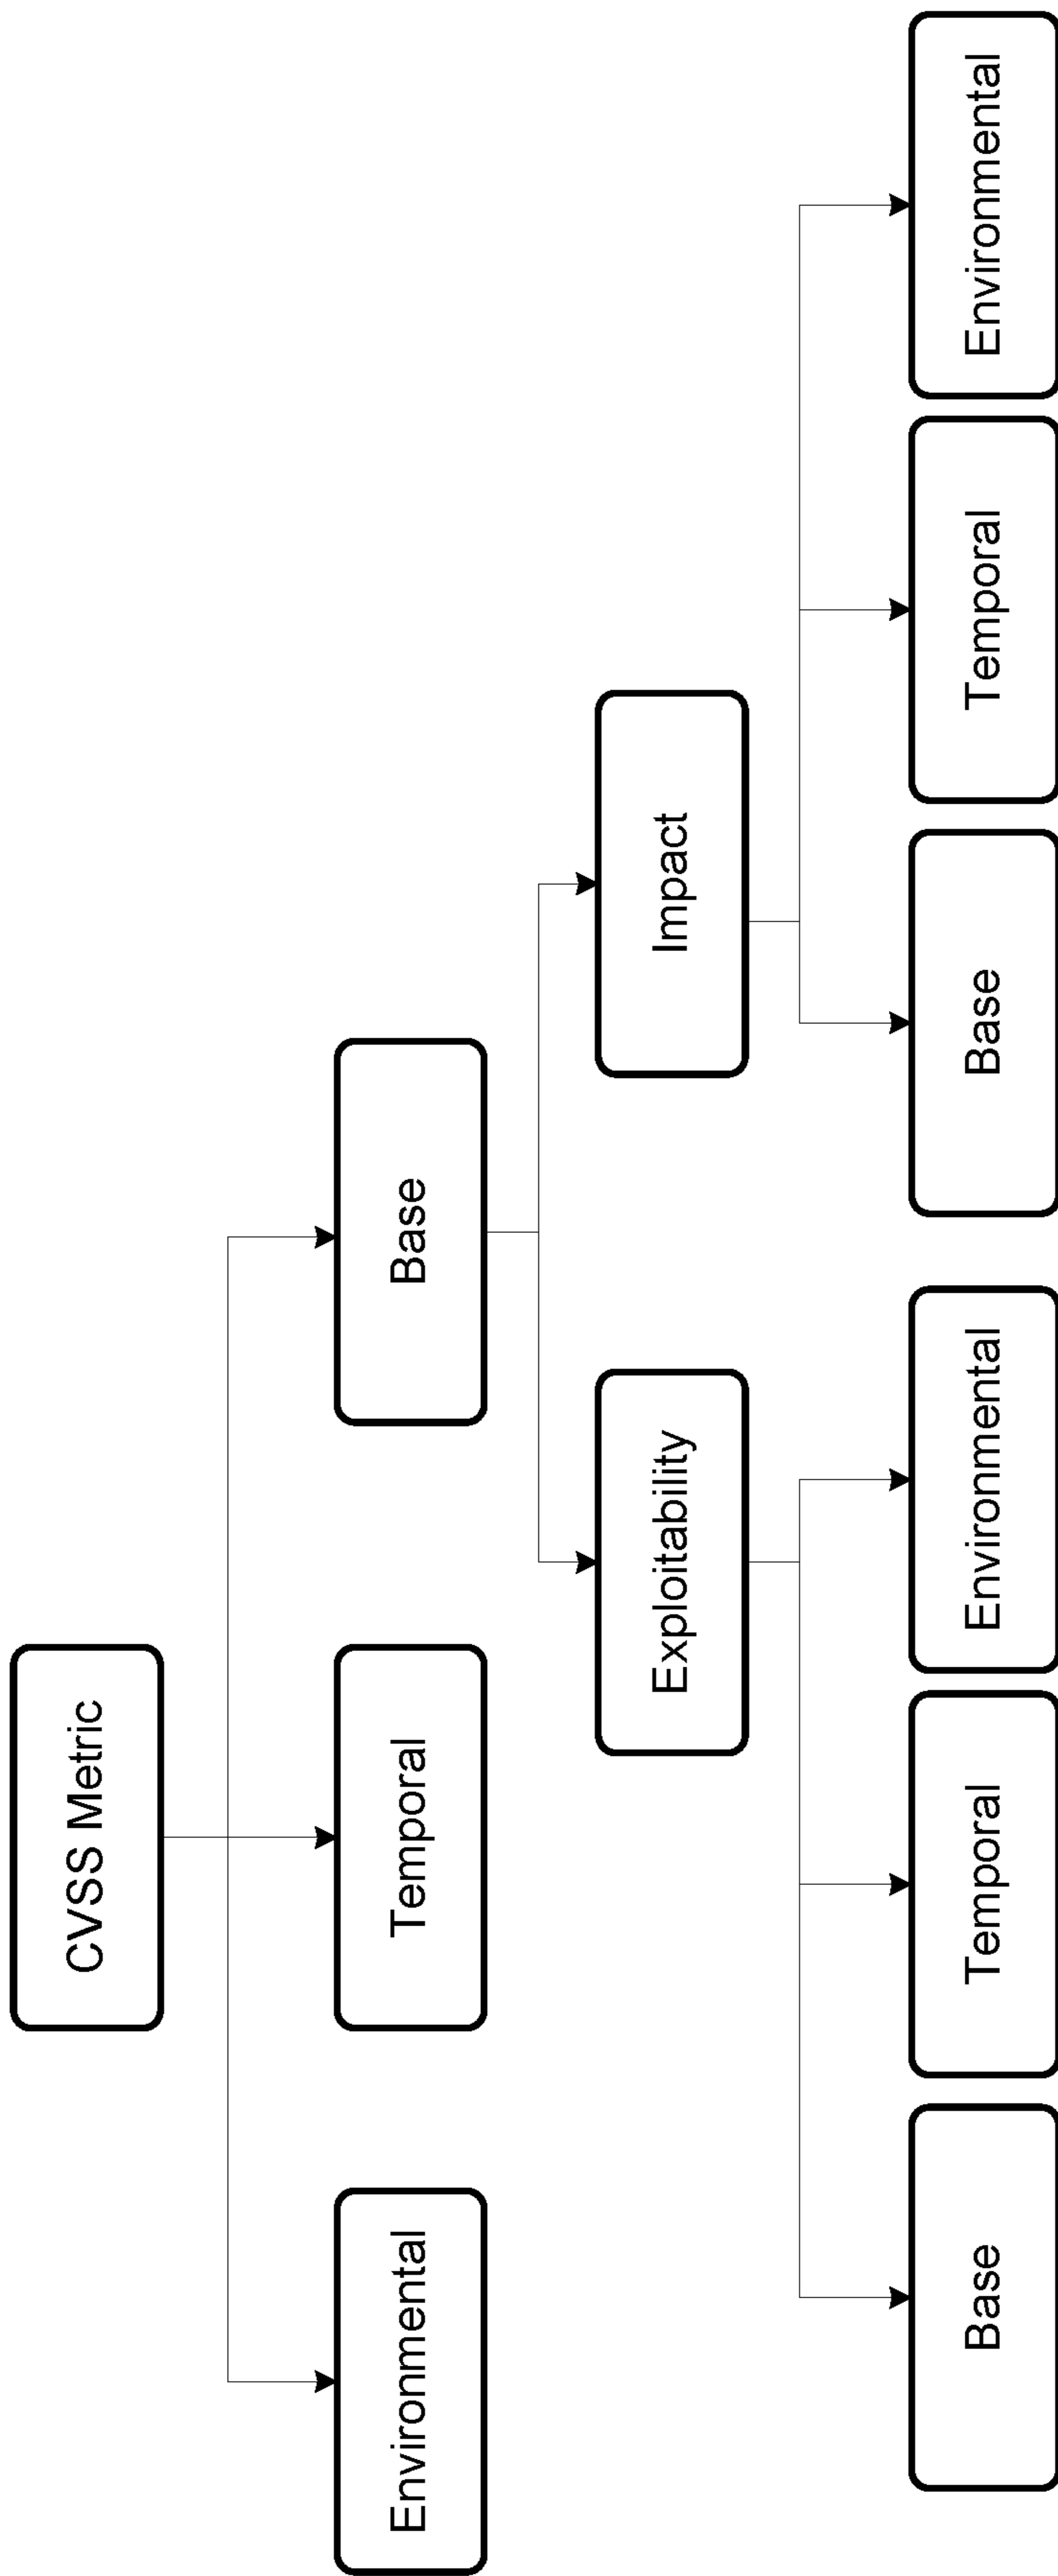 CVSS Metric
Environmental
Temporal
Base
Exploitability
Impact
Base
Temporal
Environmental
Base
Temporal
Environmental